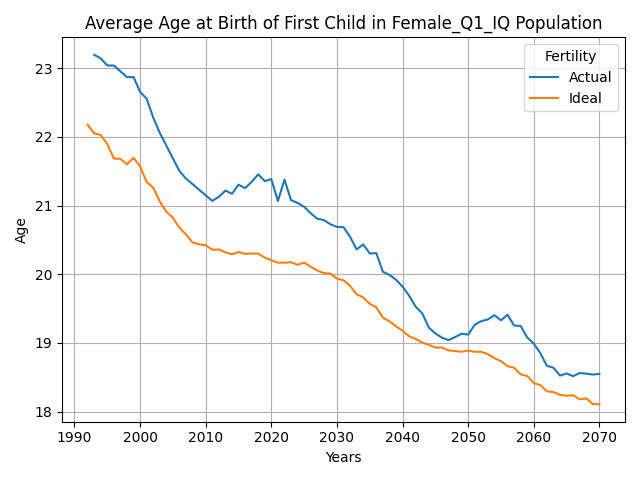 Average Age at Birth of First Child in Female_Q1_IQ Population
Fertility
Actual
Ideal
Age
23
22
21
20
19
18
1990
2000
2010
2020
2030
2040
2050
2060
2070
Years